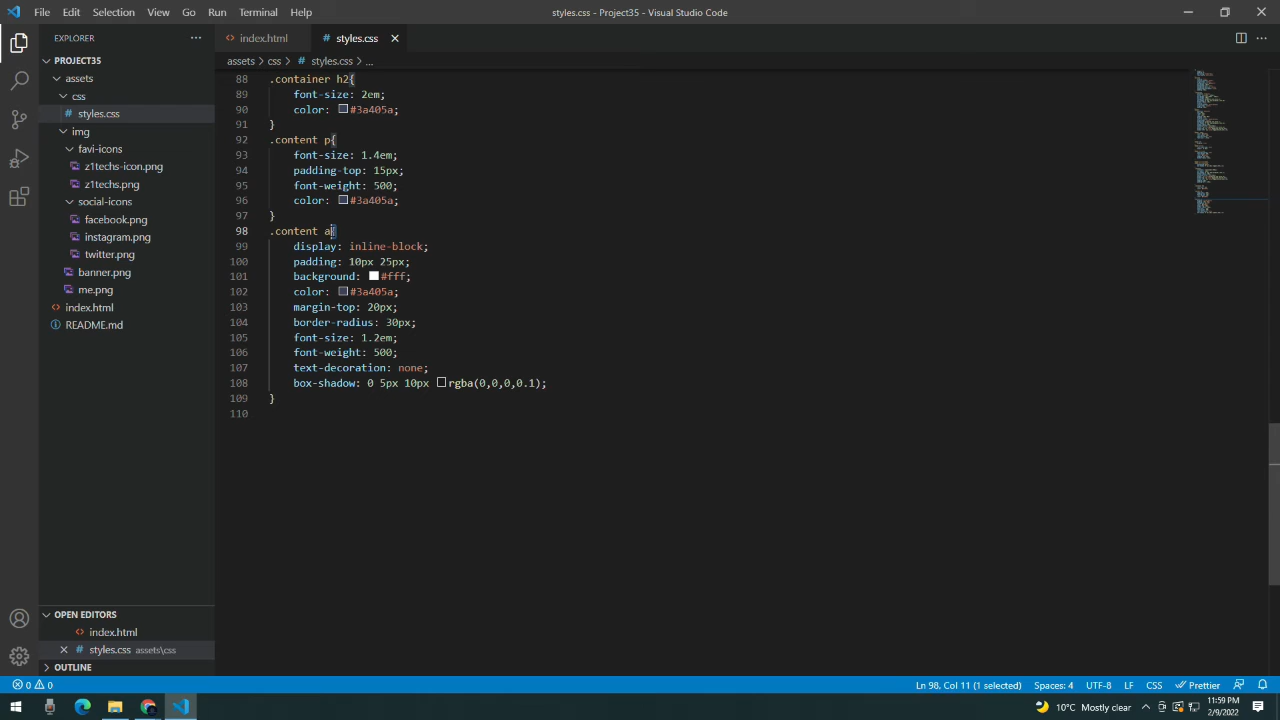 File Edit Selection View Go Run Terminal Help
styles.css - Project35 - Visual Studio Code
EXPLORER
PROJECT35
assets
css
# styles.css
img
favi-icons
z1techs-icon.png
z1techs.png
social-icons
facebook.png
instagram.png
twitter.png
banner.png
me.png
<> index.html
README.md
OPEN EDITORS
<> index.html
# styles.css assets\css
OUTLINE
<> index.html
# styles.css
assets > css > # styles.css > ...
88 .container h2{
89 font-size: 2em;
90 color: #3a405a;
91 }
92 .content p{
93 font-size: 1.4em;
94 padding-top: 15px;
95 font-weight: 500;
96 color: #3a405a;
97 }
98 .content a{
99 display: inline-block;
100 padding: 10px 25px;
101 background: #fff;
102 color: #3a405a;
103 margin-top: 20px;
104 border-radius: 30px;
105 font-size: 1.2em;
106 font-weight: 500;
107 text-decoration: none;
108 box-shadow: 0 5px 10px rgba(0,0,0,0.1);
109 }
110
0 0
Ln 98, Col 11 (1 selected) Spaces: 4 UTF-8 LF CSS Prettier
10°C Mostly clear
11:59 PM
2/9/2022